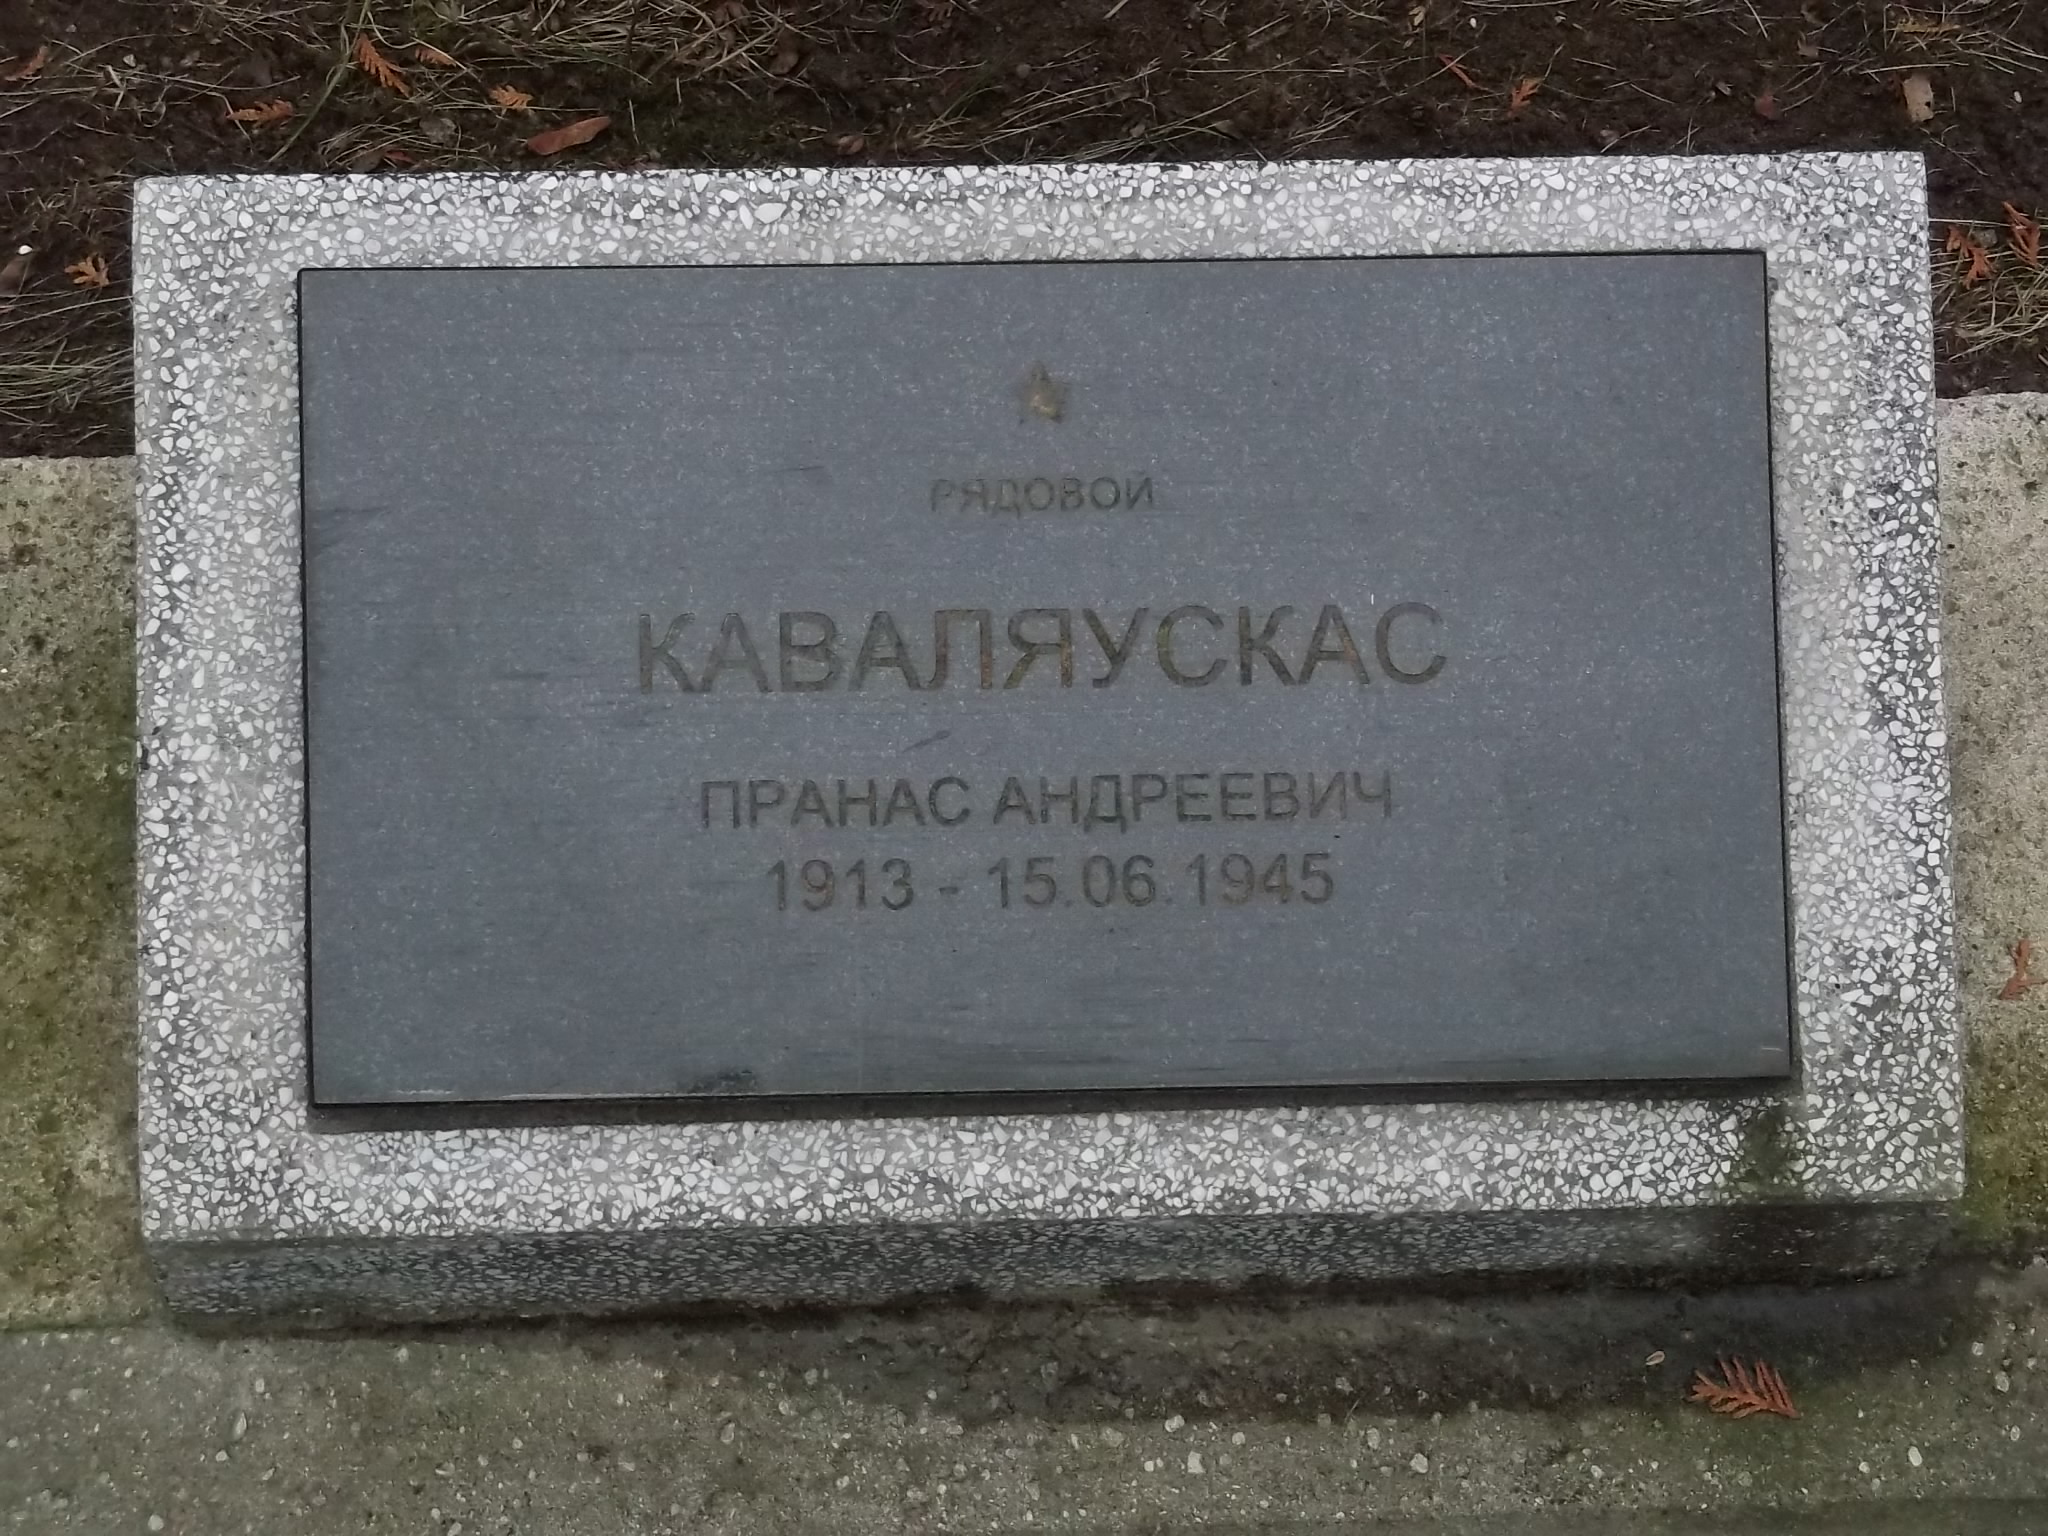 РЯДОВОЙ
КАВАЛЯУСКАС
ПРАНАС АНДРЕЕВИЧ
1913 - 15.06.1945